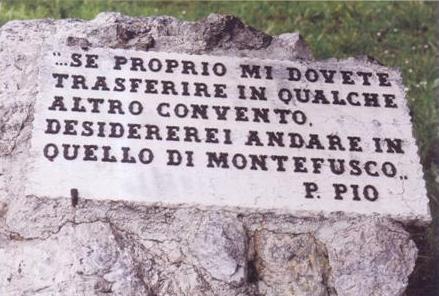 "...SE PROPRIO MI DOVETE
TRASFERIRE IN QUALCHE
ALTRO CONVENTO,
DESIDEREREI ANDARE IN
QUELLO DI MONTEFUSCO„
P. PIO